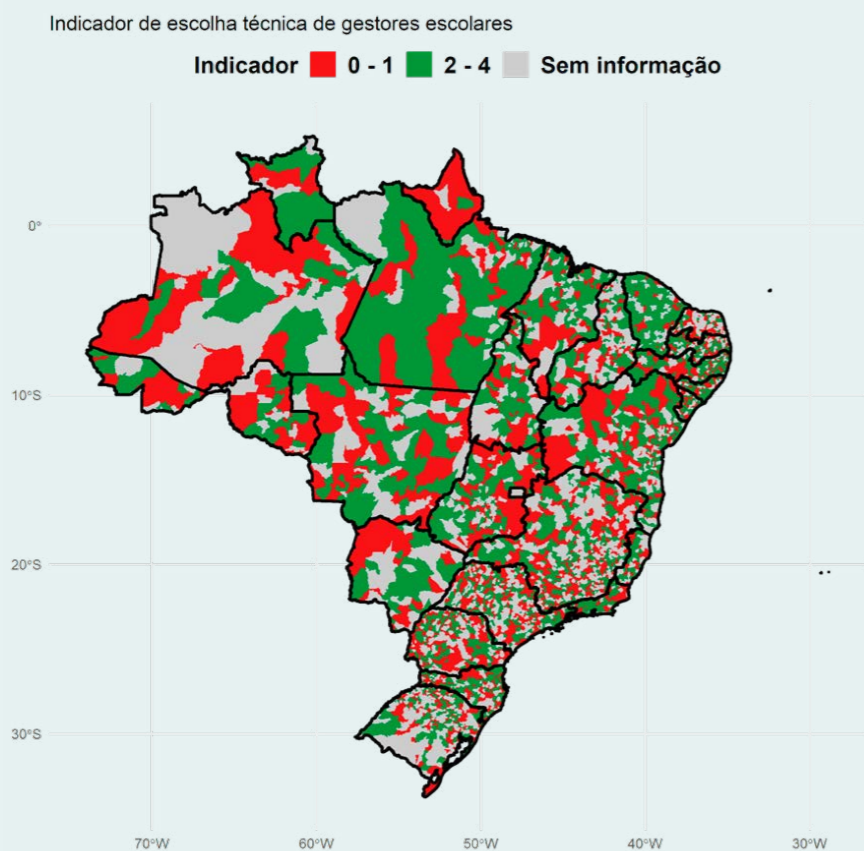 Indicador de escolha técnica de gestores escolares
Indicador 0 - 1 2 - 4 Sem informação
0°
10°S
20°S
30°S
70°W 60°W 50°W 40°W 30°W